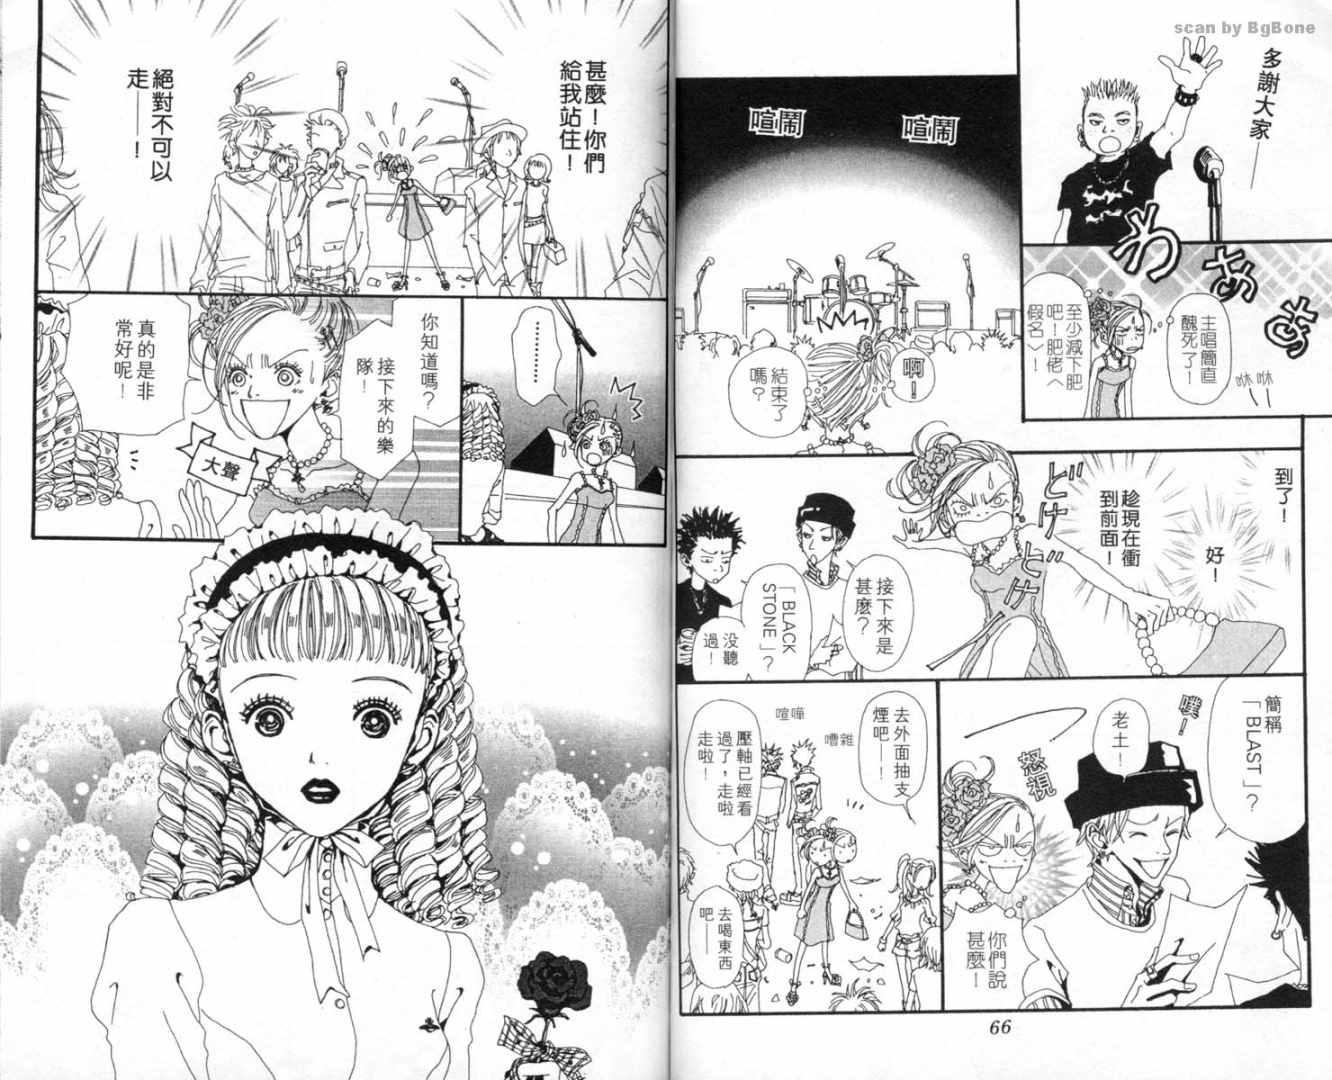 scan by BgBone
多謝大家——
わあぁぁ
主唱簡直
醜死了！
至少減下肥
吧！肥佬〈
假名〉！
咻咻
喧鬧
喧鬧
啊！
結束了
嗎？
到了！
好！
趁現在衝
到前面！
どけどけ
接下來是
甚麼？
「BLACK
STONE」？
没聽
過！
簡稱
「BLAST」？
老土！
噗！
怒視
你們說
甚麼！
去外面抽支
煙吧——！
喧嘩
嘈雜
壓軸已經看
過了，走啦
走啦！
去喝東西
吧——
66
甚麼！你們
給我站住！
絕對不可以
走——！
………
你知道嗎？
接下來的樂
隊！
大聲
真的是非
常好呢！